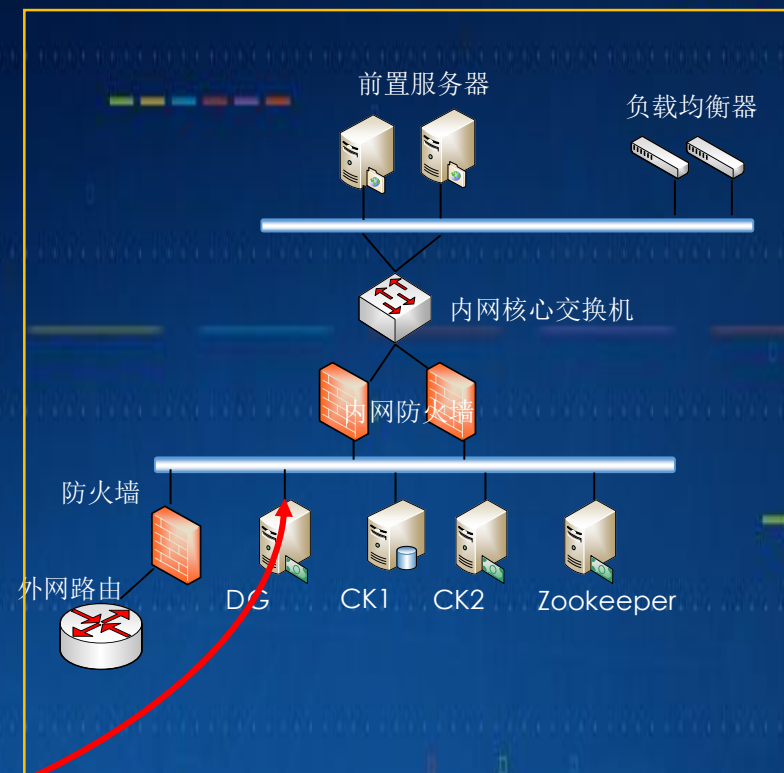 前置服务器
负载均衡器
内网核心交换机
内网防火墙
防火墙
外网路由
DG
CK1
CK2
Zookeeper